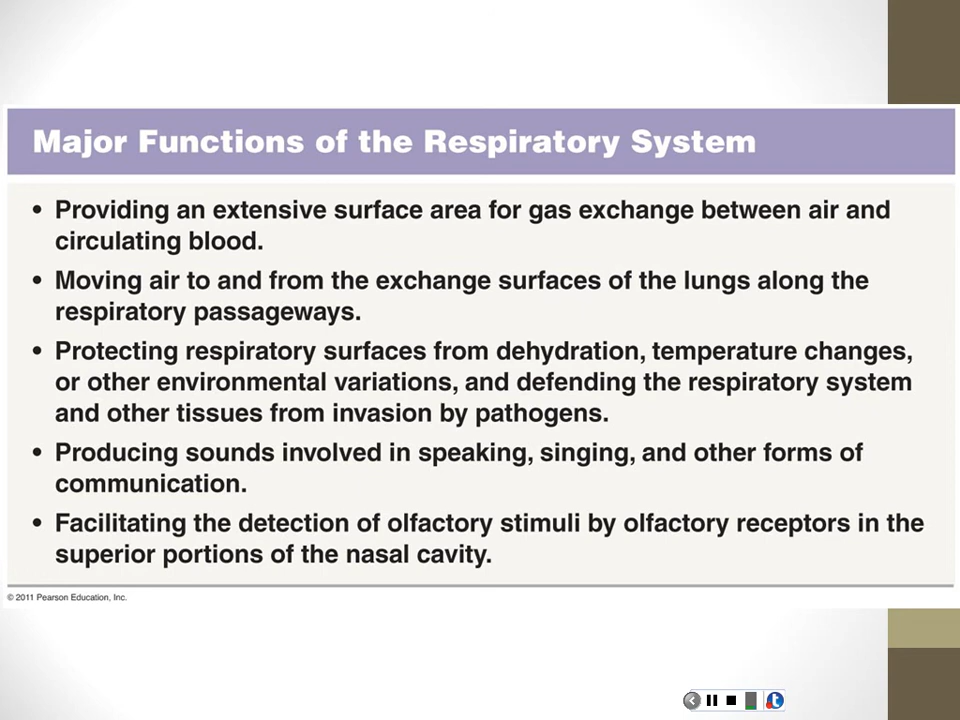 Major Functions of the Respiratory System
• Providing an extensive surface area for gas exchange between air and
circulating blood.
• Moving air to and from the exchange surfaces of the lungs along the
respiratory passageways.
• Protecting respiratory surfaces from dehydration, temperature changes,
or other environmental variations, and defending the respiratory system
and other tissues from invasion by pathogens.
• Producing sounds involved in speaking, singing, and other forms of
communication.
• Facilitating the detection of olfactory stimuli by olfactory receptors in the
superior portions of the nasal cavity.
© 2011 Pearson Education, Inc.
t